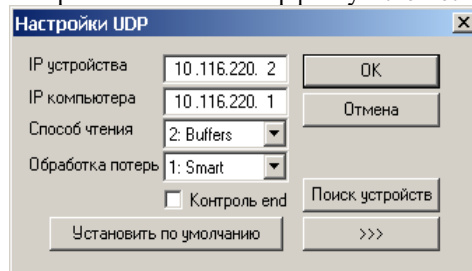 Настройки UDP
IP устройства 10.116.220. 2
OK
IP компьютера 10.116.220. 1
Отмена
Способ чтения 2: Buffers
Обработка потерь 1: Smart
Контроль end
Поиск устройств
Установить по умолчанию
>>>